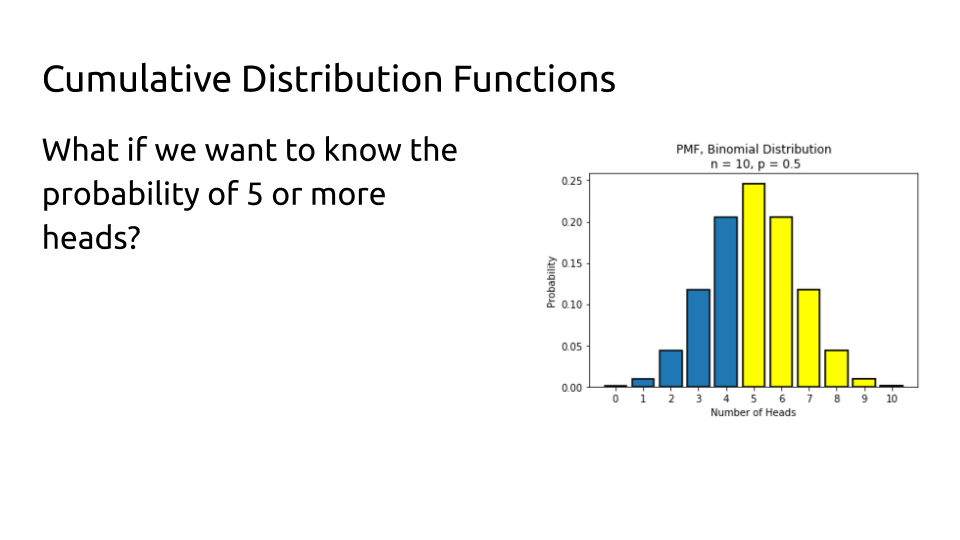 Cumulative Distribution Functions
What if we want to know the
probability of 5 or more
heads?
PMF, Binomial Distribution
n = 10, p = 0.5
0.25
0.20
0.15
0.10
0.05
0.00
Probability
0 1 2 3 4 5 6 7 8 9 10
Number of Heads